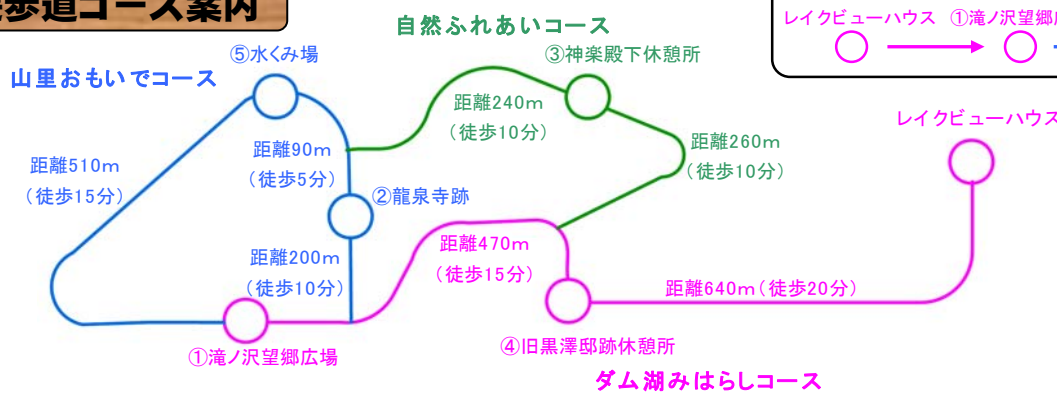 歩道コース案内
レイクビューハウス ①滝ノ沢望郷
自然ふれあいコース
⑤水くみ場
③神楽殿下休憩所
山里おもいでコース
距離240m
（徒歩10分）
レイクビューハウス
距離510m
（徒歩15分）
距離90m
（徒歩5分）
距離260m
（徒歩10分）
②龍泉寺跡
距離200m
（徒歩10分）
距離470m
（徒歩15分）
距離640m（徒歩20分）
①滝ノ沢望郷広場
④旧黒澤邸跡休憩所
ダム湖みはらしコース